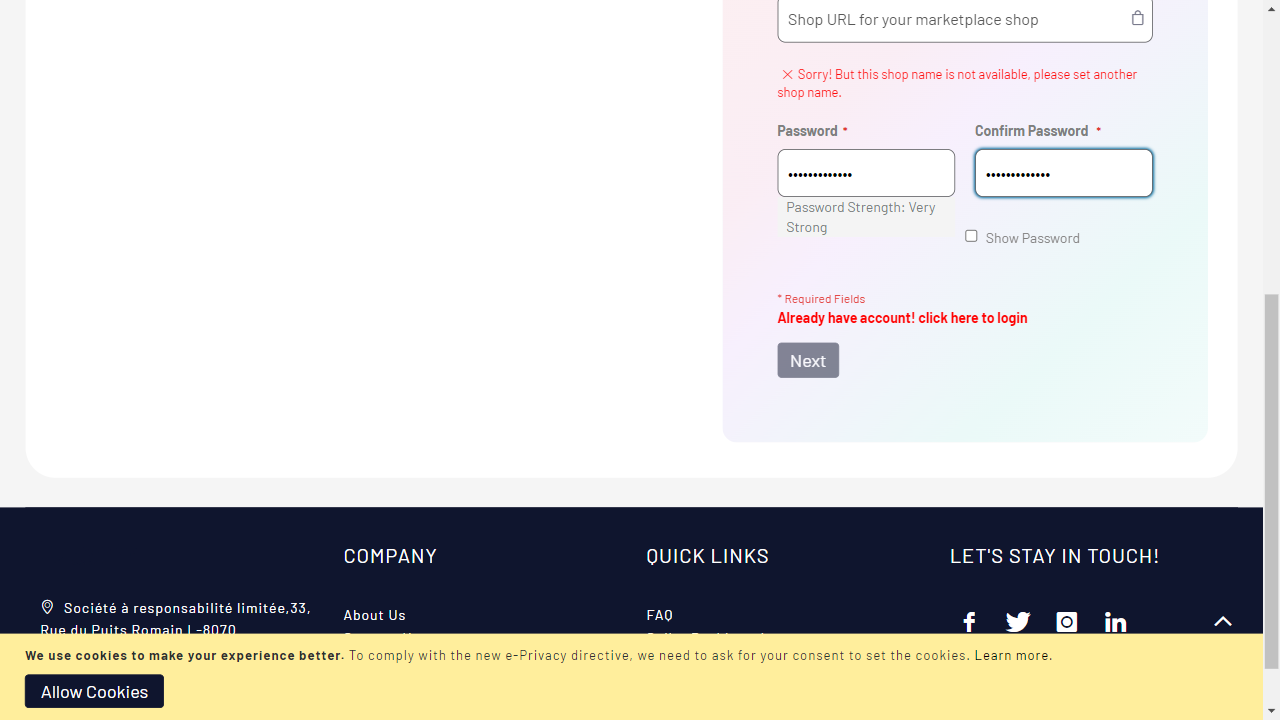 Shop URL for your marketplace shop
Sorry! But this shop name is not available, please set another
shop name.
Password * Confirm Password *
••••••••••••• •••••••••••••
Password Strength: Very
Strong
Show Password
* Required Fields
Already have account! click here to login
Next
COMPANY QUICK LINKS LET'S STAY IN TOUCH!
Société à responsabilité limitée,33,
About Us FAQ
Rue du Puits Romain L-8070
We use cookies to make your experience better. To comply with the new e-Privacy directive, we need to ask for your consent to set the cookies. Learn more.
Allow Cookies